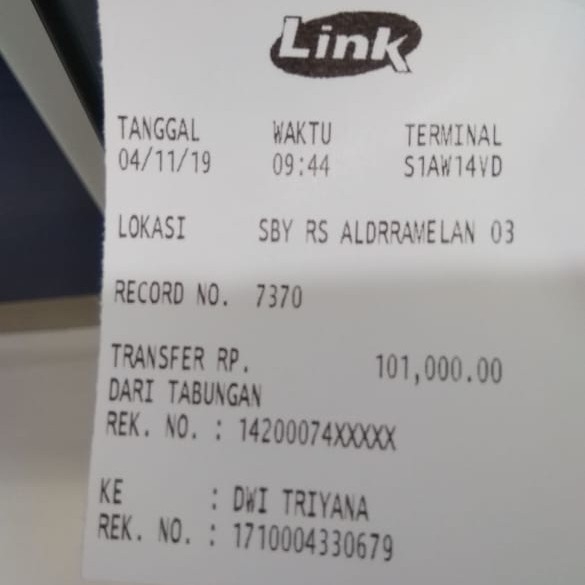 Link
TANGGAL WAKTU TERMINAL
04/11/19 09:44 S1AW14VD
LOKASI SBY RS ALDRRAMELAN 03
RECORD NO. 7370
TRANSFER RP. 101,000.00
DARI TABUNGAN
REK. NO. : 14200074XXXXX
KE : DWI TRIYANA
REK. NO. : 1710004330679